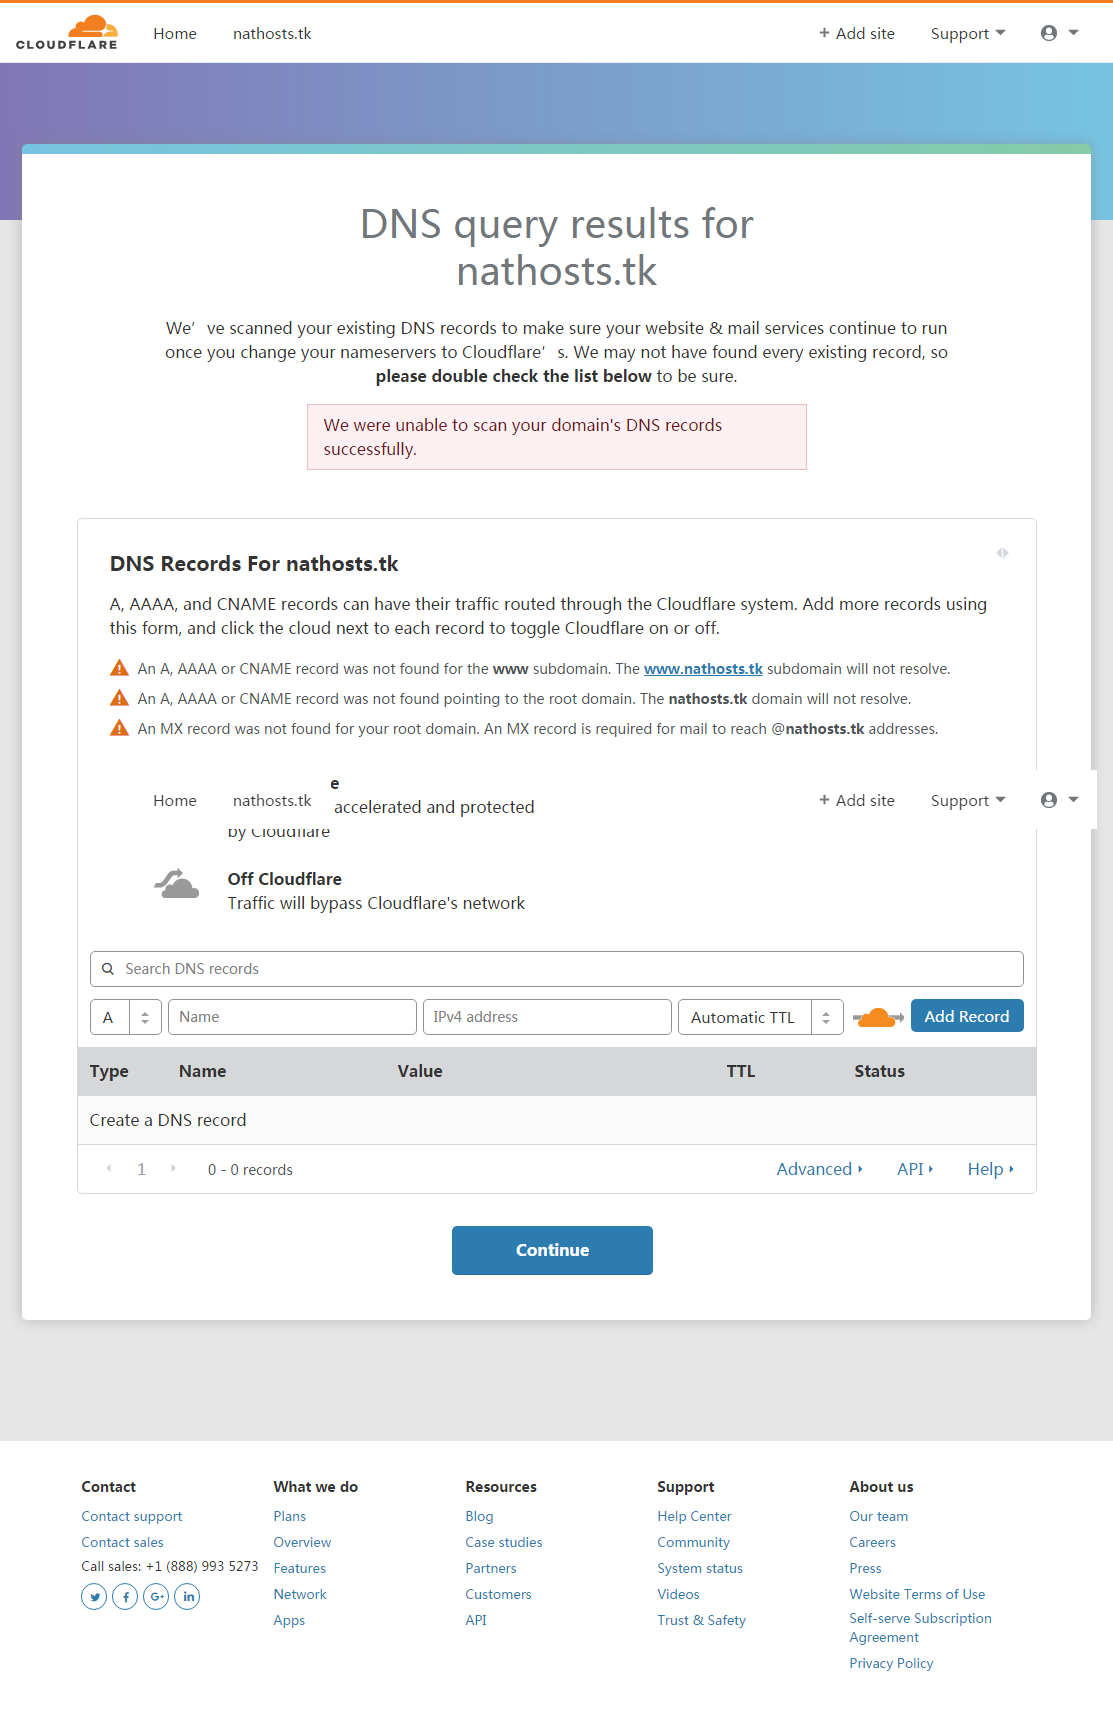 CLOUDFLARE Home nathosts.tk + Add site Support
DNS query results for
nathosts.tk
We’ve scanned your existing DNS records to make sure your website & mail services continue to run
once you change your nameservers to Cloudflare’s. We may not have found every existing record, so
please double check the list below to be sure.
We were unable to scan your domain's DNS records
successfully.
DNS Records For nathosts.tk
A, AAAA, and CNAME records can have their traffic routed through the Cloudflare system. Add more records using
this form, and click the cloud next to each record to toggle Cloudflare on or off.
An A, AAAA or CNAME record was not found for the www subdomain. The www.nathosts.tk subdomain will not resolve.
An A, AAAA or CNAME record was not found pointing to the root domain. The nathosts.tk domain will not resolve.
An MX record was not found for your root domain. An MX record is required for mail to reach @nathosts.tk addresses.
e
Home nathosts.tk + Add site Support
accelerated and protected
by Cloudflare
Off Cloudflare
Traffic will bypass Cloudflare's network
Search DNS records
A Name IPv4 address Automatic TTL Add Record
Type Name Value TTL Status
Create a DNS record
1 0 - 0 records Advanced API Help
Continue
Contact
Contact support
Contact sales
Call sales: +1 (888) 993 5273
G+ in
What we do
Plans
Overview
Features
Network
Apps
Resources
Blog
Case studies
Partners
Customers
API
Support
Help Center
Community
System status
Videos
Trust & Safety
About us
Our team
Careers
Press
Website Terms of Use
Self-serve Subscription
Agreement
Privacy Policy